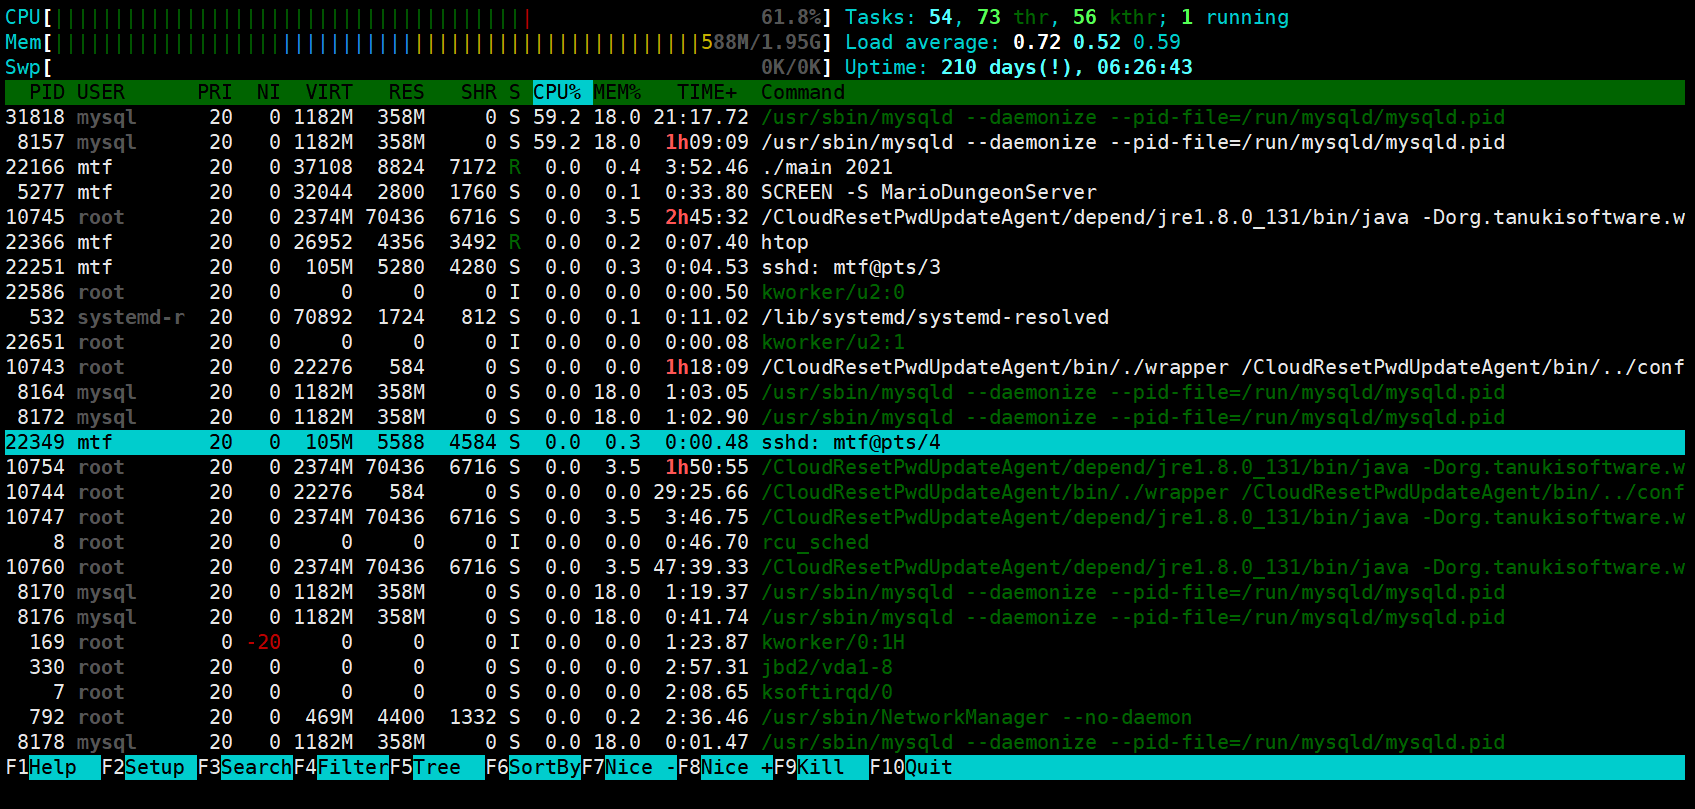 CPU[||||||||||||||||||||||||||||||||||||||||61.8%] Tasks: 54, 73 thr, 56 kthr; 1 running
Mem[||||||||||||||||||||||||||||||||||||||||||||||||||||||588M/1.95G] Load average: 0.72 0.52 0.59
Swp[0K/0K] Uptime: 210 days(!), 06:26:43
PID USER PRI NI VIRT RES SHR S CPU% MEM% TIME+ Command
31818 mysql 20 0 1182M 358M 0 S 59.2 18.0 21:17.72 /usr/sbin/mysqld --daemonize --pid-file=/run/mysqld/mysqld.pid
8157 mysql 20 0 1182M 358M 0 S 59.2 18.0 1h09:09 /usr/sbin/mysqld --daemonize --pid-file=/run/mysqld/mysqld.pid
22166 mtf 20 0 37108 8824 7172 R 0.0 0.4 3:52.46 ./main 2021
5277 mtf 20 0 32044 2800 1760 S 0.0 0.1 0:33.80 SCREEN -S MarioDungeonServer
10745 root 20 0 2374M 70436 6716 S 0.0 3.5 2h45:32 /CloudResetPwdUpdateAgent/depend/jre1.8.0_131/bin/java -Dorg.tanukisoftware.w
22366 mtf 20 0 26952 4356 3492 R 0.0 0.2 0:07.40 htop
22251 mtf 20 0 105M 5280 4280 S 0.0 0.3 0:04.53 sshd: mtf@pts/3
22586 root 20 0 0 0 0 I 0.0 0.0 0:00.50 kworker/u2:0
532 systemd-r 20 0 70892 1724 812 S 0.0 0.1 0:11.02 /lib/systemd/systemd-resolved
22651 root 20 0 0 0 0 I 0.0 0.0 0:00.08 kworker/u2:1
10743 root 20 0 22276 584 0 S 0.0 0.0 1h18:09 /CloudResetPwdUpdateAgent/bin/./wrapper /CloudResetPwdUpdateAgent/bin/../conf
8164 mysql 20 0 1182M 358M 0 S 0.0 18.0 1:03.05 /usr/sbin/mysqld --daemonize --pid-file=/run/mysqld/mysqld.pid
8172 mysql 20 0 1182M 358M 0 S 0.0 18.0 1:02.90 /usr/sbin/mysqld --daemonize --pid-file=/run/mysqld/mysqld.pid
22349 mtf 20 0 105M 5588 4584 S 0.0 0.3 0:00.48 sshd: mtf@pts/4
10754 root 20 0 2374M 70436 6716 S 0.0 3.5 1h50:55 /CloudResetPwdUpdateAgent/depend/jre1.8.0_131/bin/java -Dorg.tanukisoftware.w
10744 root 20 0 22276 584 0 S 0.0 0.0 29:25.66 /CloudResetPwdUpdateAgent/bin/./wrapper /CloudResetPwdUpdateAgent/bin/../conf
10747 root 20 0 2374M 70436 6716 S 0.0 3.5 3:46.75 /CloudResetPwdUpdateAgent/depend/jre1.8.0_131/bin/java -Dorg.tanukisoftware.w
8 root 20 0 0 0 0 I 0.0 0.0 0:46.70 rcu_sched
10760 root 20 0 2374M 70436 6716 S 0.0 3.5 47:39.33 /CloudResetPwdUpdateAgent/depend/jre1.8.0_131/bin/java -Dorg.tanukisoftware.w
8170 mysql 20 0 1182M 358M 0 S 0.0 18.0 1:19.37 /usr/sbin/mysqld --daemonize --pid-file=/run/mysqld/mysqld.pid
8176 mysql 20 0 1182M 358M 0 S 0.0 18.0 0:41.74 /usr/sbin/mysqld --daemonize --pid-file=/run/mysqld/mysqld.pid
169 root 0 -20 0 0 0 I 0.0 0.0 1:23.87 kworker/0:1H
330 root 20 0 0 0 0 S 0.0 0.0 2:57.31 jbd2/vda1-8
7 root 20 0 0 0 0 S 0.0 0.0 2:08.65 ksoftirqd/0
792 root 20 0 469M 4400 1332 S 0.0 0.2 2:36.46 /usr/sbin/NetworkManager --no-daemon
8178 mysql 20 0 1182M 358M 0 S 0.0 18.0 0:01.47 /usr/sbin/mysqld --daemonize --pid-file=/run/mysqld/mysqld.pid
F1Help F2Setup F3SearchF4FilterF5Tree F6SortByF7Nice -F8Nice +F9Kill F10Quit